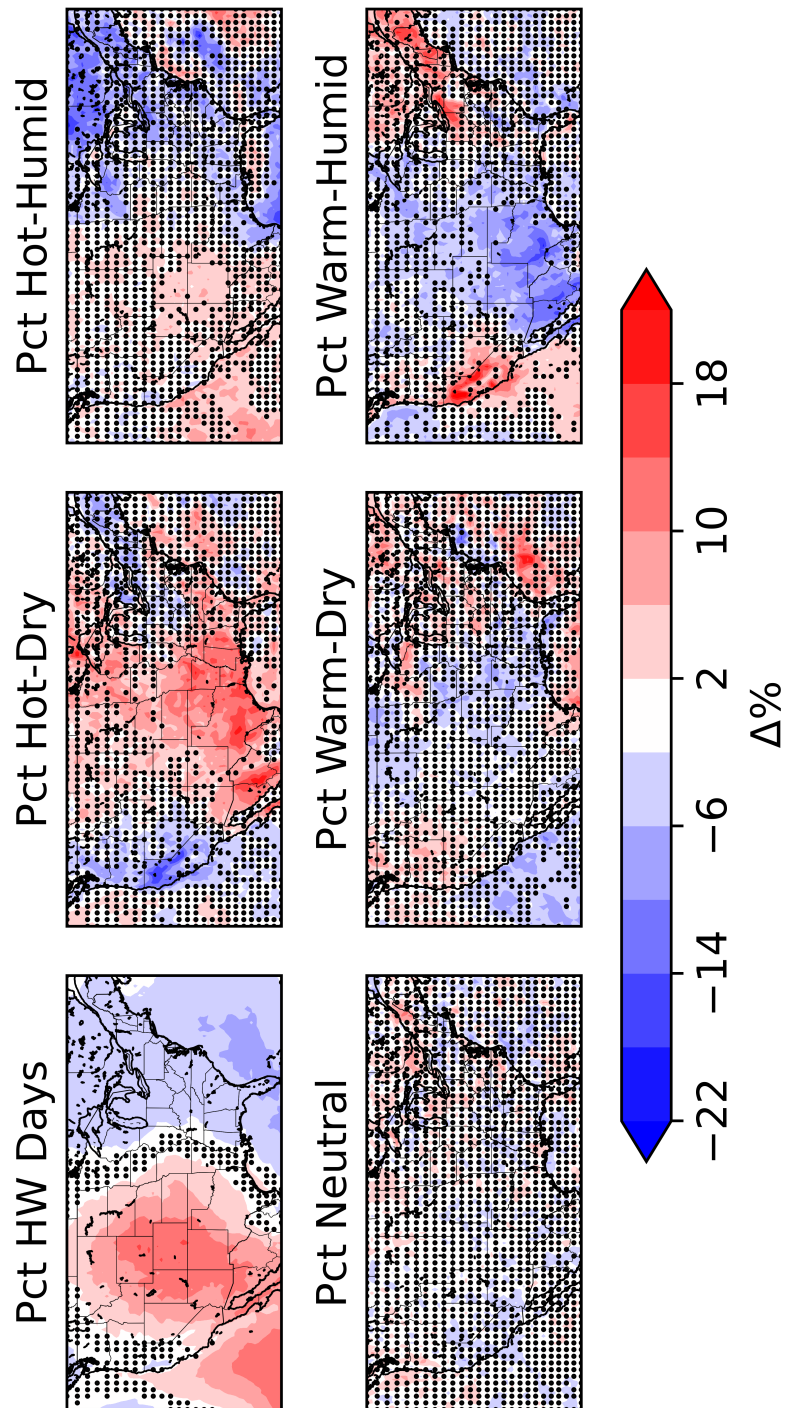 Pct HW Days
Pct Hot-Dry
Pct Hot-Humid
Pct Neutral
Pct Warm-Dry
Pct Warm-Humid
−22
−14
−6
2
10
18
Δ%